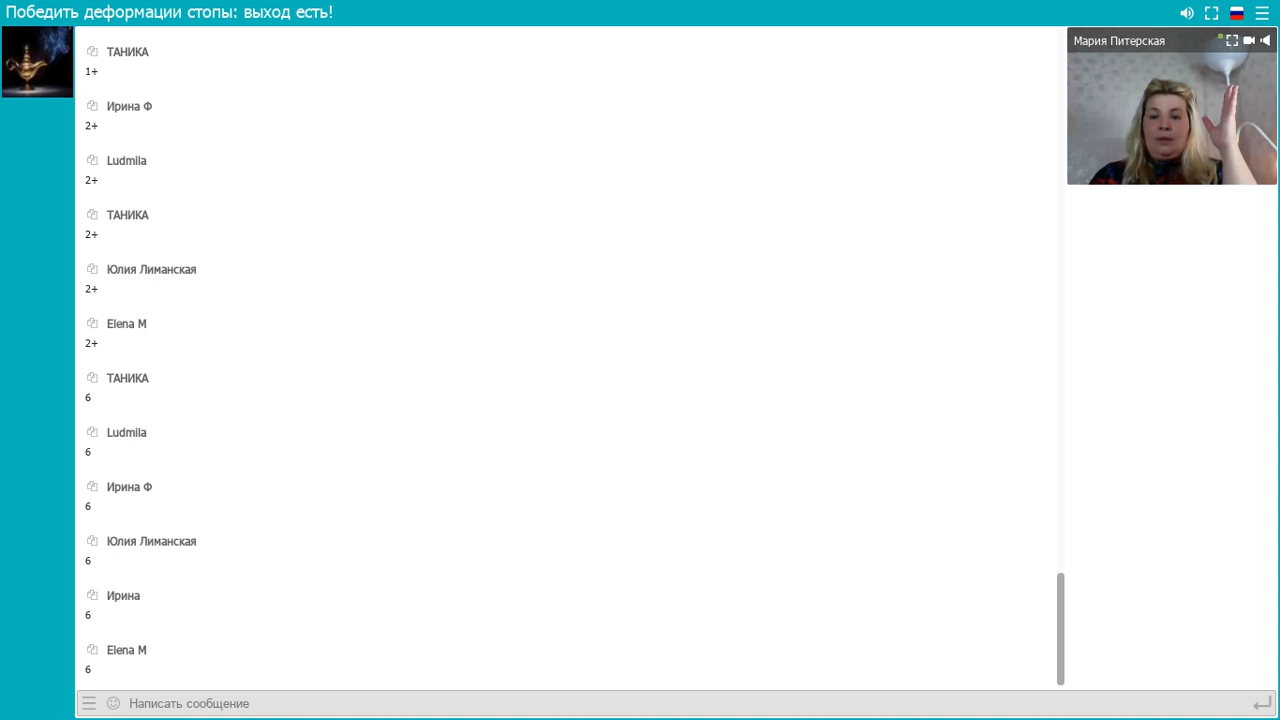 Победить деформации стопы: выход есть!
Мария Питерская
ТАНИКА
1+
Ирина Ф
2+
Ludmila
2+
ТАНИКА
2+
Юлия Лиманская
2+
Elena M
2+
ТАНИКА
6
Ludmila
6
Ирина Ф
6
Юлия Лиманская
6
Ирина
6
Elena M
6
Написать сообщение